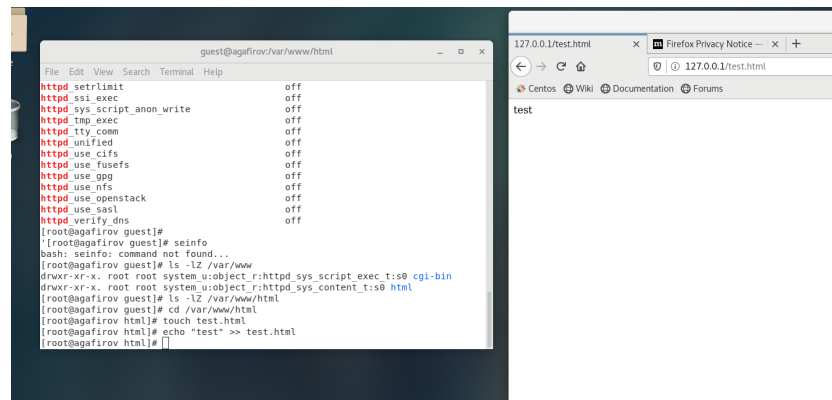 guest@agafirov:/var/www/html
File Edit View Search Terminal Help
httpd_setrlimit off
httpd_ssi_exec off
httpd_sys_script_anon_write off
httpd_tmp_exec off
httpd_tty_comm off
httpd_unified off
httpd_use_cifs off
httpd_use_fusefs off
httpd_use_gpg off
httpd_use_nfs off
httpd_use_openstack off
httpd_use_sasl off
httpd_verify_dns off
[root@agafirov guest]#
'[root@agafirov guest]# seinfo
bash: seinfo: command not found...
[root@agafirov guest]# ls -lZ /var/www
drwxr-xr-x. root root system_u:object_r:httpd_sys_script_exec_t:s0 cgi-bin
drwxr-xr-x. root root system_u:object_r:httpd_sys_content_t:s0 html
[root@agafirov guest]# ls -lZ /var/www/html
[root@agafirov guest]# cd /var/www/html
[root@agafirov html]# touch test.html
[root@agafirov html]# echo "test" >> test.html
[root@agafirov html]#
127.0.0.1/test.html
Firefox Privacy Notice —
127.0.0.1/test.html
Centos Wiki Documentation Forums
test